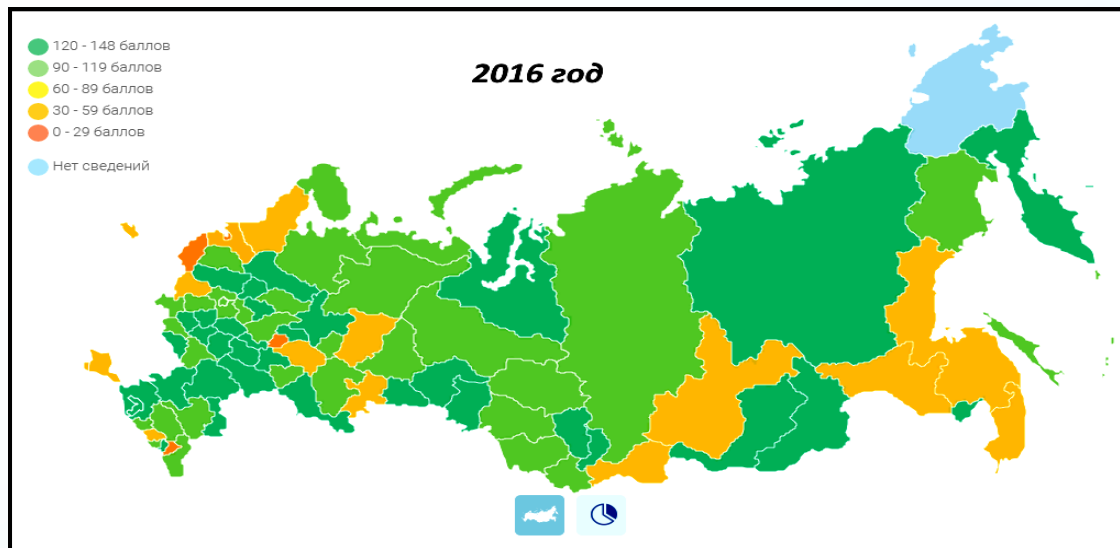 120 - 148 баллов
90 - 119 баллов
60 - 89 баллов
30 - 59 баллов
0 - 29 баллов
Нет сведений
2016 год